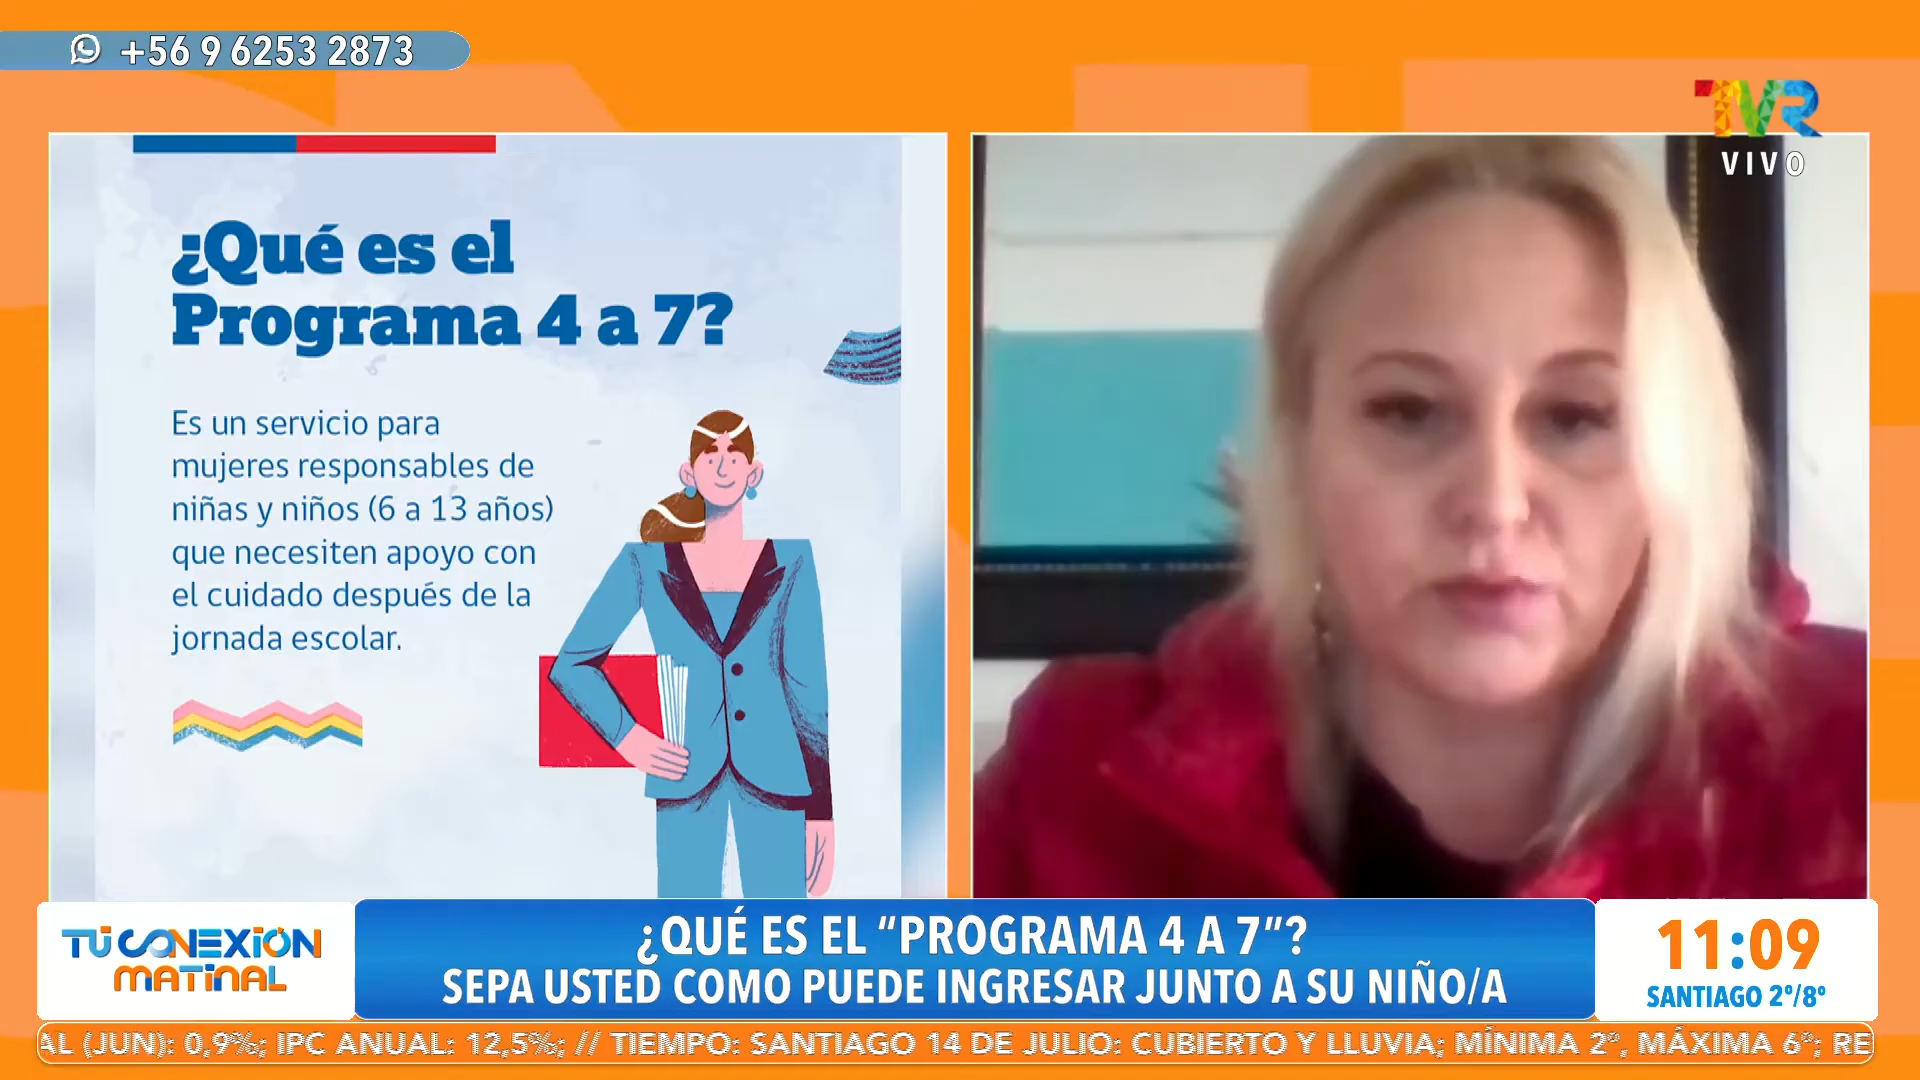 +56 9 6253 2873
TVR
VIVO
¿Qué es el
Programa 4 a 7?
Es un servicio para
mujeres responsables de
niñas y niños (6 a 13 años)
que necesiten apoyo con
el cuidado después de la
jornada escolar.
TÚ CONEXIÓN
MATINAL
¿QUÉ ES EL “PROGRAMA 4 A 7”?
SEPA USTED COMO PUEDE INGRESAR JUNTO A SU NIÑO/A
11:09
SANTIAGO 2°/8°
AL (JUN): 0,9%; IPC ANUAL: 12,5%; // TIEMPO: SANTIAGO 14 DE JULIO: CUBIERTO Y LLUVIA; MÍNIMA 2°, MÁXIMA 6°; RE